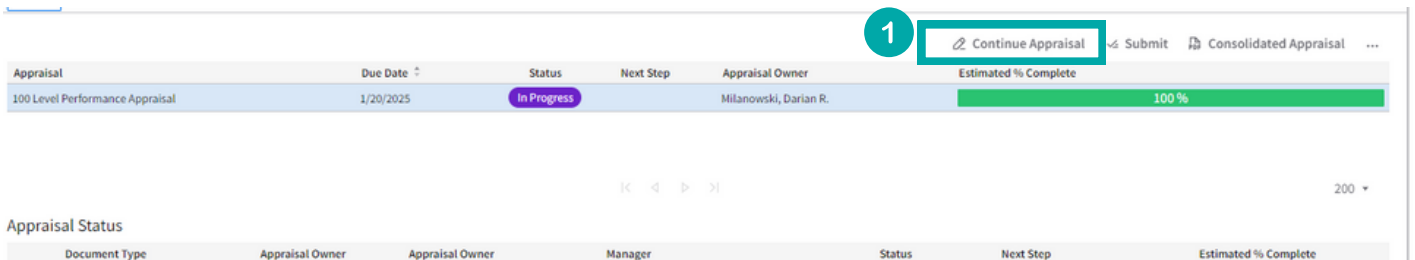 1
Continue Appraisal Submit Consolidated Appraisal ...
Appraisal Due Date Status Next Step Appraisal Owner Estimated % Complete
100 Level Performance Appraisal 1/20/2025 In Progress Milanowski, Darian R. 100 %
200
Appraisal Status
Document Type Appraisal Owner Appraisal Owner Manager Status Next Step Estimated % Complete